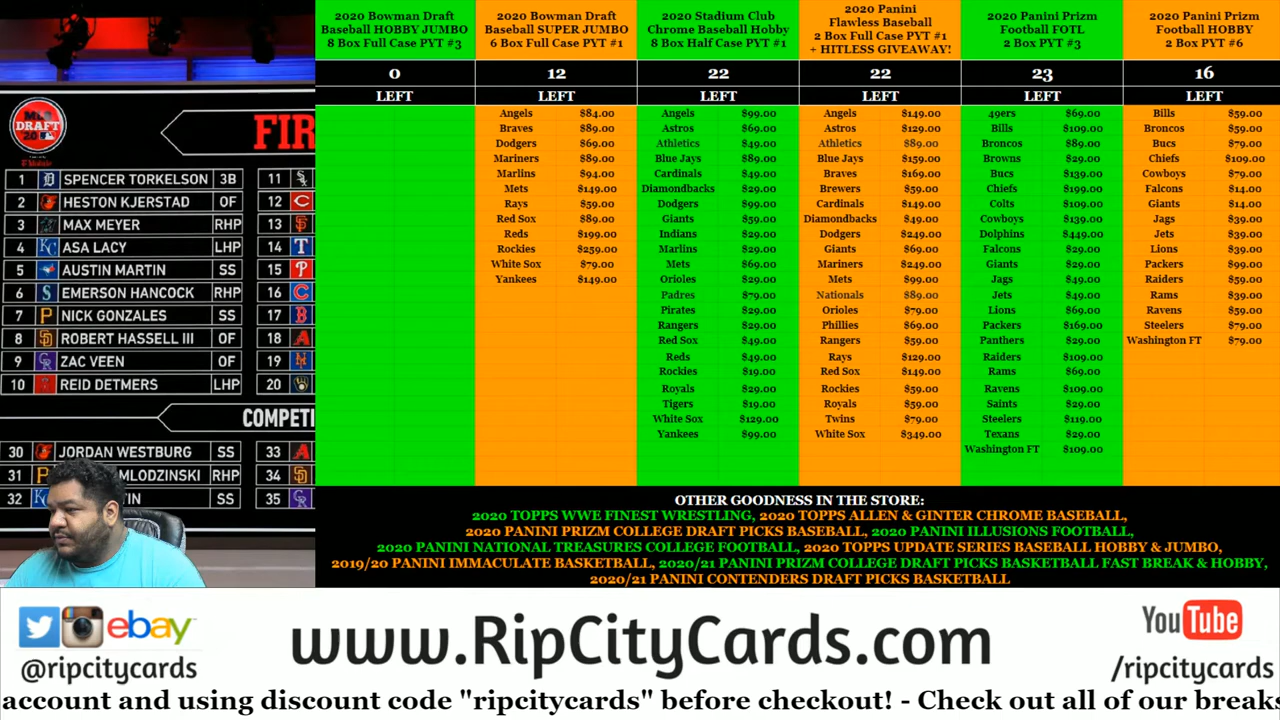 2020 Bowman Draft
Baseball HOBBY JUMBO
8 Box Full Case PYT #3
0
LEFT
2020 Bowman Draft
Baseball SUPER JUMBO
6 Box Full Case PYT #1
12
LEFT
Angels $84.00
Braves $89.00
Dodgers $69.00
Mariners $89.00
Marlins $94.00
Mets $149.00
Rays $59.00
Red Sox $89.00
Reds $199.00
Rockies $259.00
White Sox $79.00
Yankees $149.00
2020 Stadium Club
Chrome Baseball Hobby
8 Box Half Case PYT #1
22
LEFT
Angels $99.00
Astros $69.00
Athletics $49.00
Blue Jays $89.00
Cardinals $49.00
Diamondbacks $29.00
Dodgers $99.00
Giants $59.00
Indians $29.00
Marlins $29.00
Mets $69.00
Orioles $29.00
Padres $79.00
Pirates $29.00
Rangers $29.00
Red Sox $49.00
Reds $49.00
Rockies $19.00
Royals $29.00
Tigers $19.00
White Sox $129.00
Yankees $99.00
2020 Panini
Flawless Baseball
2 Box Full Case PYT #1
+ HITLESS GIVEAWAY!
22
LEFT
Angels $149.00
Astros $129.00
Athletics $89.00
Blue Jays $159.00
Braves $169.00
Brewers $59.00
Cardinals $149.00
Diamondbacks $49.00
Dodgers $249.00
Giants $69.00
Mariners $249.00
Mets $99.00
Nationals $89.00
Orioles $79.00
Phillies $69.00
Rangers $59.00
Rays $129.00
Red Sox $149.00
Rockies $59.00
Royals $59.00
Twins $79.00
White Sox $349.00
2020 Panini Prizm
Football FOTL
2 Box PYT #3
23
LEFT
49ers $69.00
Bills $109.00
Broncos $89.00
Browns $29.00
Bucs $139.00
Chiefs $199.00
Colts $109.00
Cowboys $139.00
Dolphins $449.00
Falcons $29.00
Giants $29.00
Jags $49.00
Jets $49.00
Lions $69.00
Packers $169.00
Panthers $29.00
Raiders $109.00
Rams $69.00
Ravens $109.00
Saints $29.00
Steelers $119.00
Texans $29.00
Washington FT $109.00
2020 Panini Prizm
Football HOBBY
2 Box PYT #6
16
LEFT
Bills $59.00
Broncos $59.00
Bucs $79.00
Chiefs $109.00
Cowboys $79.00
Falcons $14.00
Giants $14.00
Jags $39.00
Jets $39.00
Lions $39.00
Packers $99.00
Raiders $59.00
Rams $39.00
Ravens $59.00
Steelers $79.00
Washington FT $79.00
DRAFT
FIR
1 SPENCER TORKELSON 3B 11
2 HESTON KJERSTAD OF 12
3 MAX MEYER RHP 13
4 ASA LACY LHP 14
5 AUSTIN MARTIN SS 15
6 EMERSON HANCOCK RHP 16
7 NICK GONZALES SS 17
8 ROBERT HASSELL III OF 18
9 ZAC VEEN OF 19
10 REID DETMERS LHP 20
COMPETI
30 JORDAN WESTBURG SS 33
31 MLODZINSKI RHP 34
32 TIN SS 35
OTHER GOODNESS IN THE STORE:
2020 TOPPS WWE FINEST WRESTLING, 2020 TOPPS ALLEN & GINTER CHROME BASEBALL,
2020 PANINI PRIZM COLLEGE DRAFT PICKS BASEBALL, 2020 PANINI ILLUSIONS FOOTBALL,
2020 PANINI NATIONAL TREASURES COLLEGE FOOTBALL, 2020 TOPPS UPDATE SERIES BASEBALL HOBBY & JUMBO,
2019/20 PANINI IMMACULATE BASKETBALL, 2020/21 PANINI PRIZM COLLEGE DRAFT PICKS BASKETBALL FAST BREAK & HOBBY,
2020/21 PANINI CONTENDERS DRAFT PICKS BASKETBALL
ebay
@ripcitycards
www.RipCityCards.com
YouTube
/ripcitycards
account and using discount code "ripcitycards" before checkout! - Check out all of our breaks